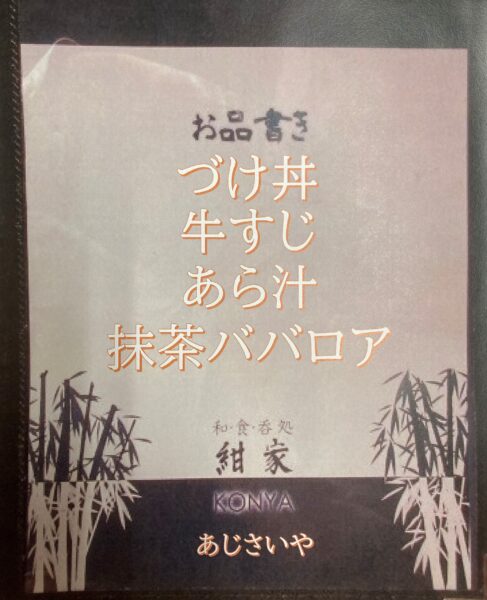 お品書き
づけ丼
牛すじ
あら汁
抹茶ババロア
和・食・呑処
紺家
KONYA
あじさいや